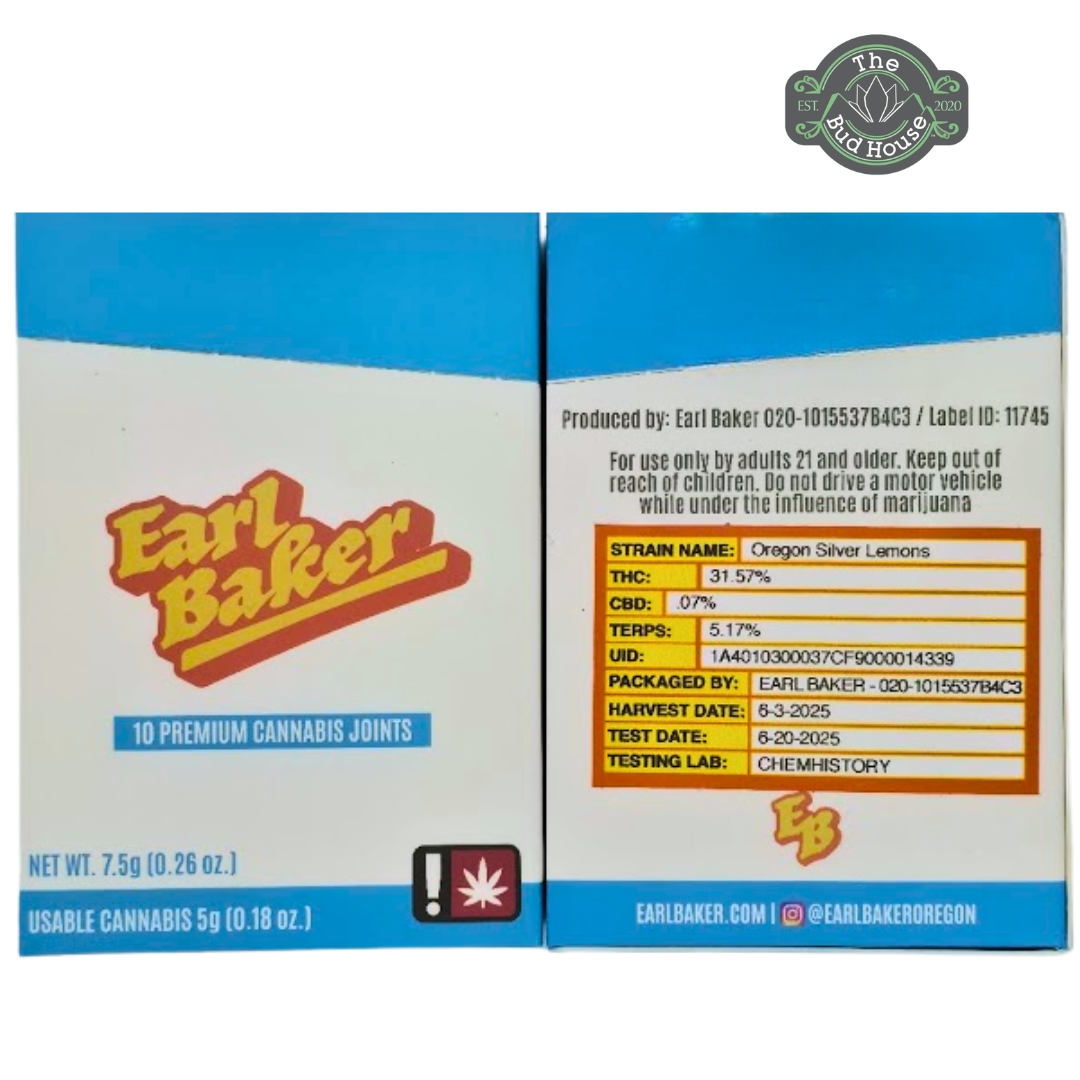 The
EST. 2020
Bud House
Earl
Baker
10 PREMIUM CANNABIS JOINTS
NET WT. 7.5g (0.26 oz.)
USABLE CANNABIS 5g (0.18 oz.)
Produced by: Earl Baker 020-1015537B4C3 / Label ID: 11745
For use only by adults 21 and older. Keep out of
reach of children. Do not drive a motor vehicle
while under the influence of marijuana
STRAIN NAME: Oregon Silver Lemons
THC: 31.57%
CBD: .07%
TERPS: 5.17%
UID: 1A4010300037CF9000014339
PACKAGED BY: EARL BAKER - 020-1015537B4C3
HARVEST DATE: 6-3-2025
TEST DATE: 6-20-2025
TESTING LAB: CHEMHISTORY
EB
EARLBAKER.COM | @EARLBAKEROREGON